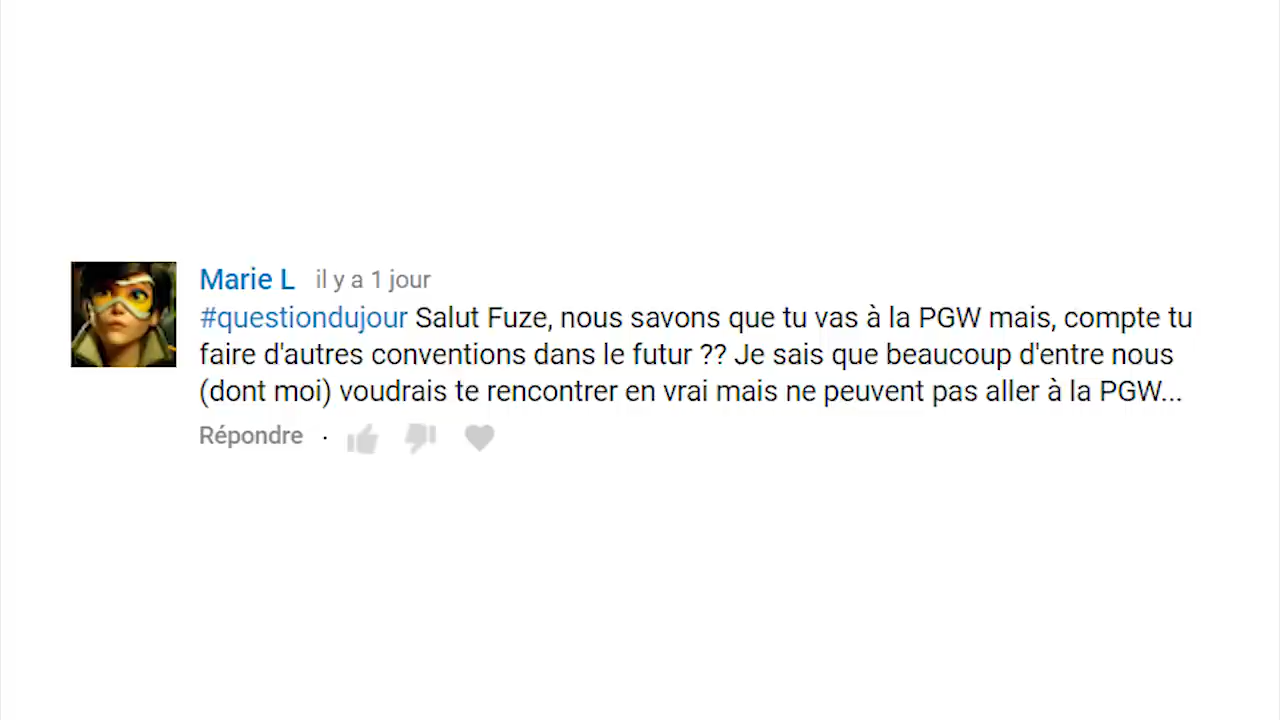 Marie L il y a 1 jour
#questiondujour Salut Fuze, nous savons que tu vas à la PGW mais, compte tu
faire d'autres conventions dans le futur ?? Je sais que beaucoup d'entre nous
(dont moi) voudrais te rencontrer en vrai mais ne peuvent pas aller à la PGW...
Répondre ·